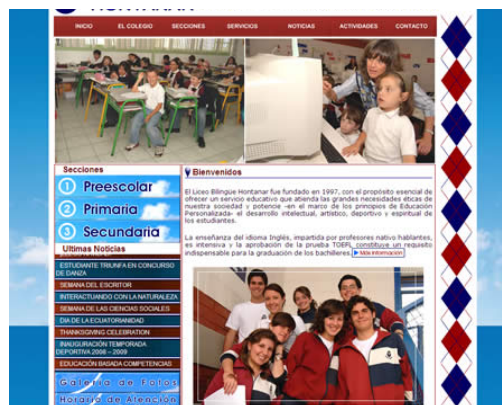 INICIO EL COLEGIO SECCIONES SERVICIOS NOTICIAS ACTIVIDADES CONTACTO
Secciones
1 Preescolar
2 Primaria
3 Secundaria
Ultimas Noticias
ESTUDIANTE TRIUNFA EN CONCURSO
DE DANZA
SEMANA DEL ESCRITOR
INTERACTUANDO CON LA NATURALEZA
SEMANA DE LAS CIENCIAS SOCIALES
DIA DE LA ECUATORIANIDAD
THANKSGIVING CELEBRATION
INAUGURACIÓN TEMPORADA
DEPORTIVA 2008 - 2009
EDUCACIÓN BASADA COMPETENCIAS
Galería de Fotos
Horario de Atención
Bienvenidos
El Liceo Bilingüe Hontanar fue fundado en 1997, con el propósito esencial de
ofrecer un servicio educativo que atienda las grandes necesidades éticas de
nuestra sociedad y potencie -en el marco de los principios de Educación
Personalizada- el desarrollo intelectual, artístico, deportivo y espiritual de
los estudiantes.
La enseñanza del idioma Inglés, impartida por profesores nativo hablantes,
es intensiva y la aprobación de la prueba TOEFL constituye un requisito
indispensable para la graduación de los bachilleres. Más información